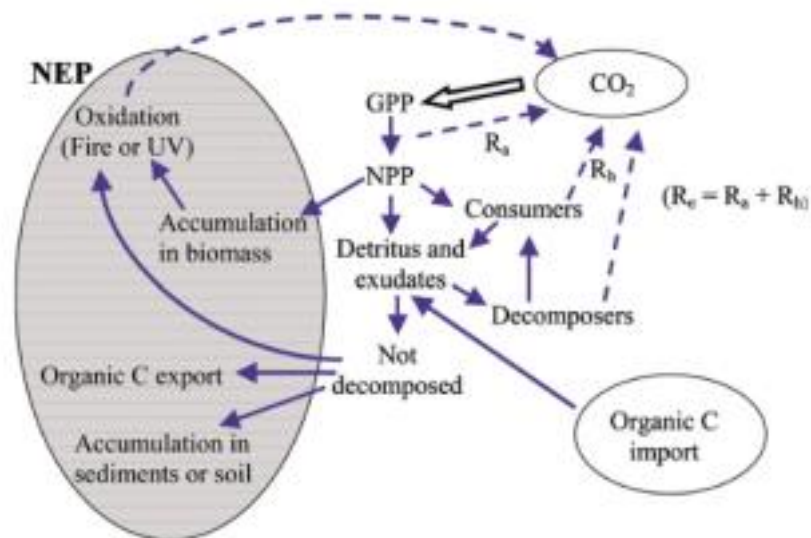 NEP
CO2
Oxidation
(Fire or UV)
GPP
Ra
NPP
Rh
(Re = Ra + Rh)
Accumulation
in biomass
Consumers
Detritus and
exudates
Decomposers
Not
decomposed
Organic C export
Organic C
import
Accumulation in
sediments or soil